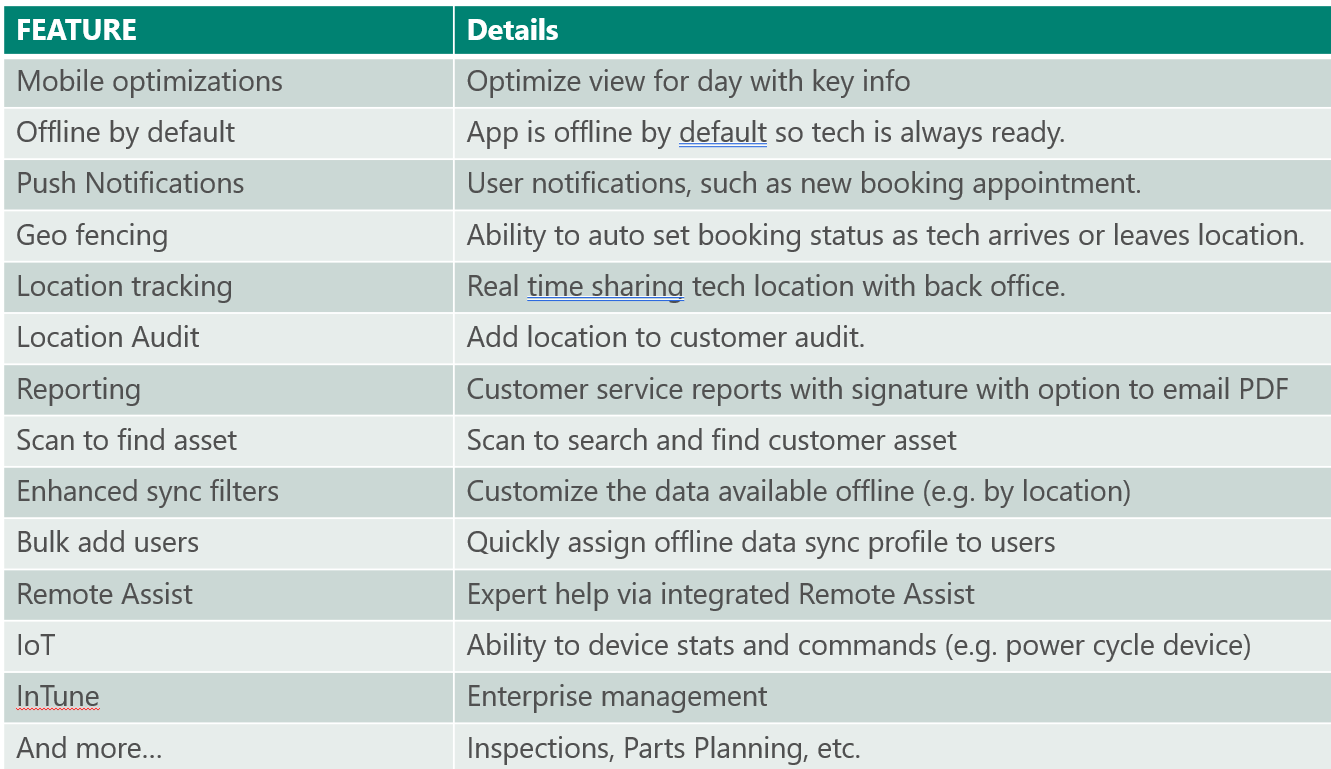 FEATURE Details
Mobile optimizations Optimize view for day with key info
Offline by default App is offline by default so tech is always ready.
Push Notifications User notifications, such as new booking appointment.
Geo fencing Ability to auto set booking status as tech arrives or leaves location.
Location tracking Real time sharing tech location with back office.
Location Audit Add location to customer audit.
Reporting Customer service reports with signature with option to email PDF
Scan to find asset Scan to search and find customer asset
Enhanced sync filters Customize the data available offline (e.g. by location)
Bulk add users Quickly assign offline data sync profile to users
Remote Assist Expert help via integrated Remote Assist
IoT Ability to device stats and commands (e.g. power cycle device)
InTune Enterprise management
And more... Inspections, Parts Planning, etc.